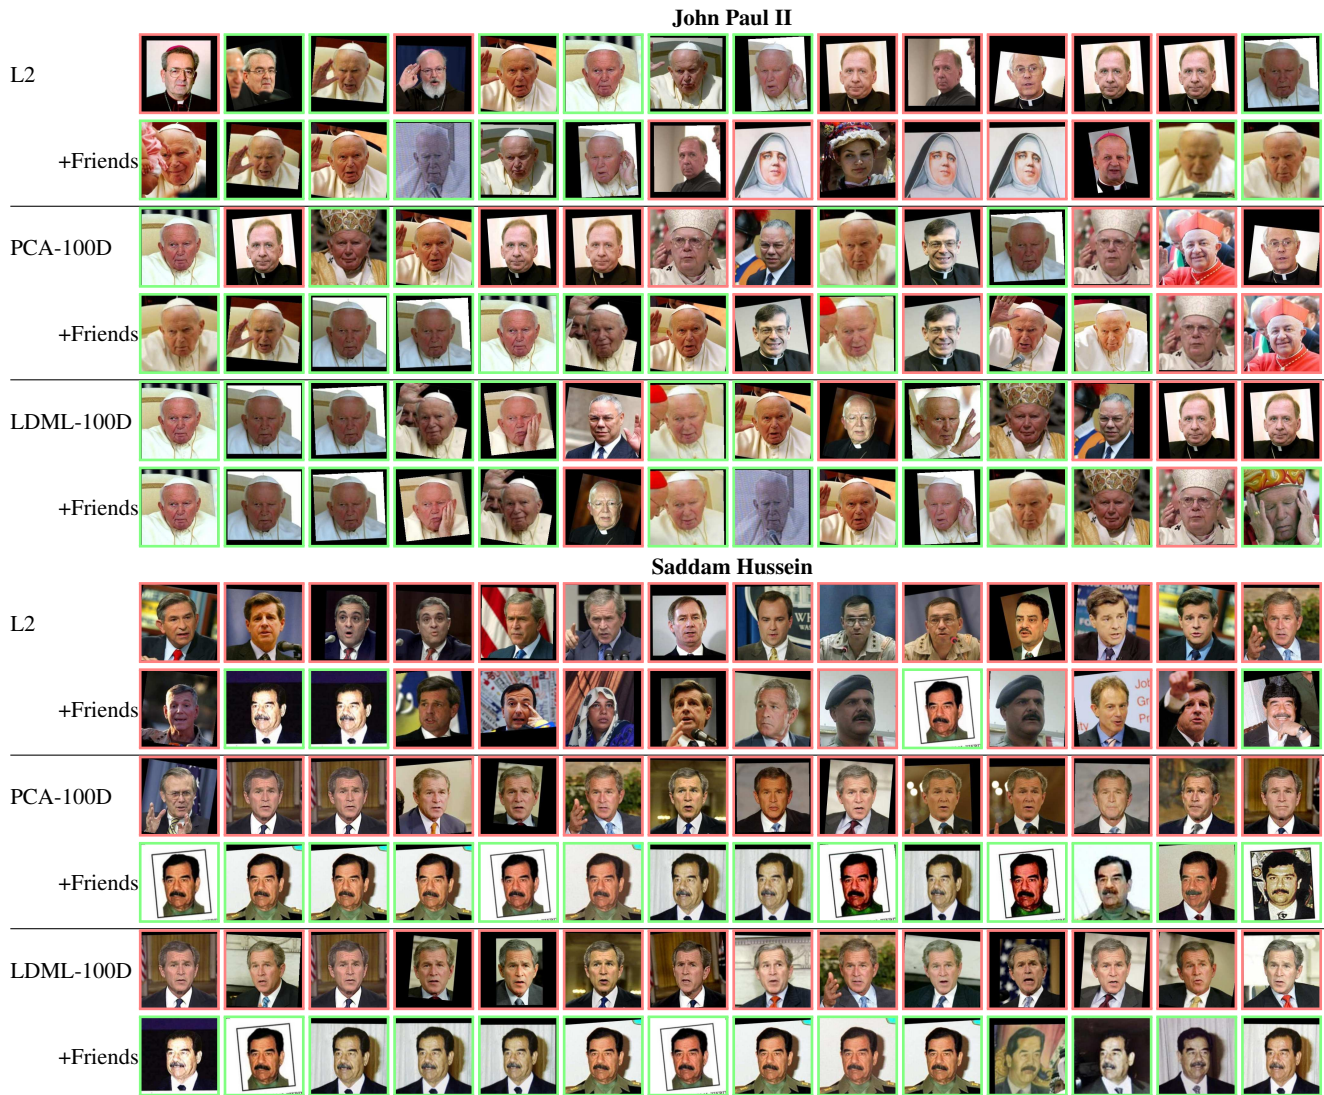 John Paul II
L2
+Friends
PCA-100D
+Friends
LDML-100D
+Friends
Saddam Hussein
L2
+Friends
PCA-100D
+Friends
LDML-100D
+Friends